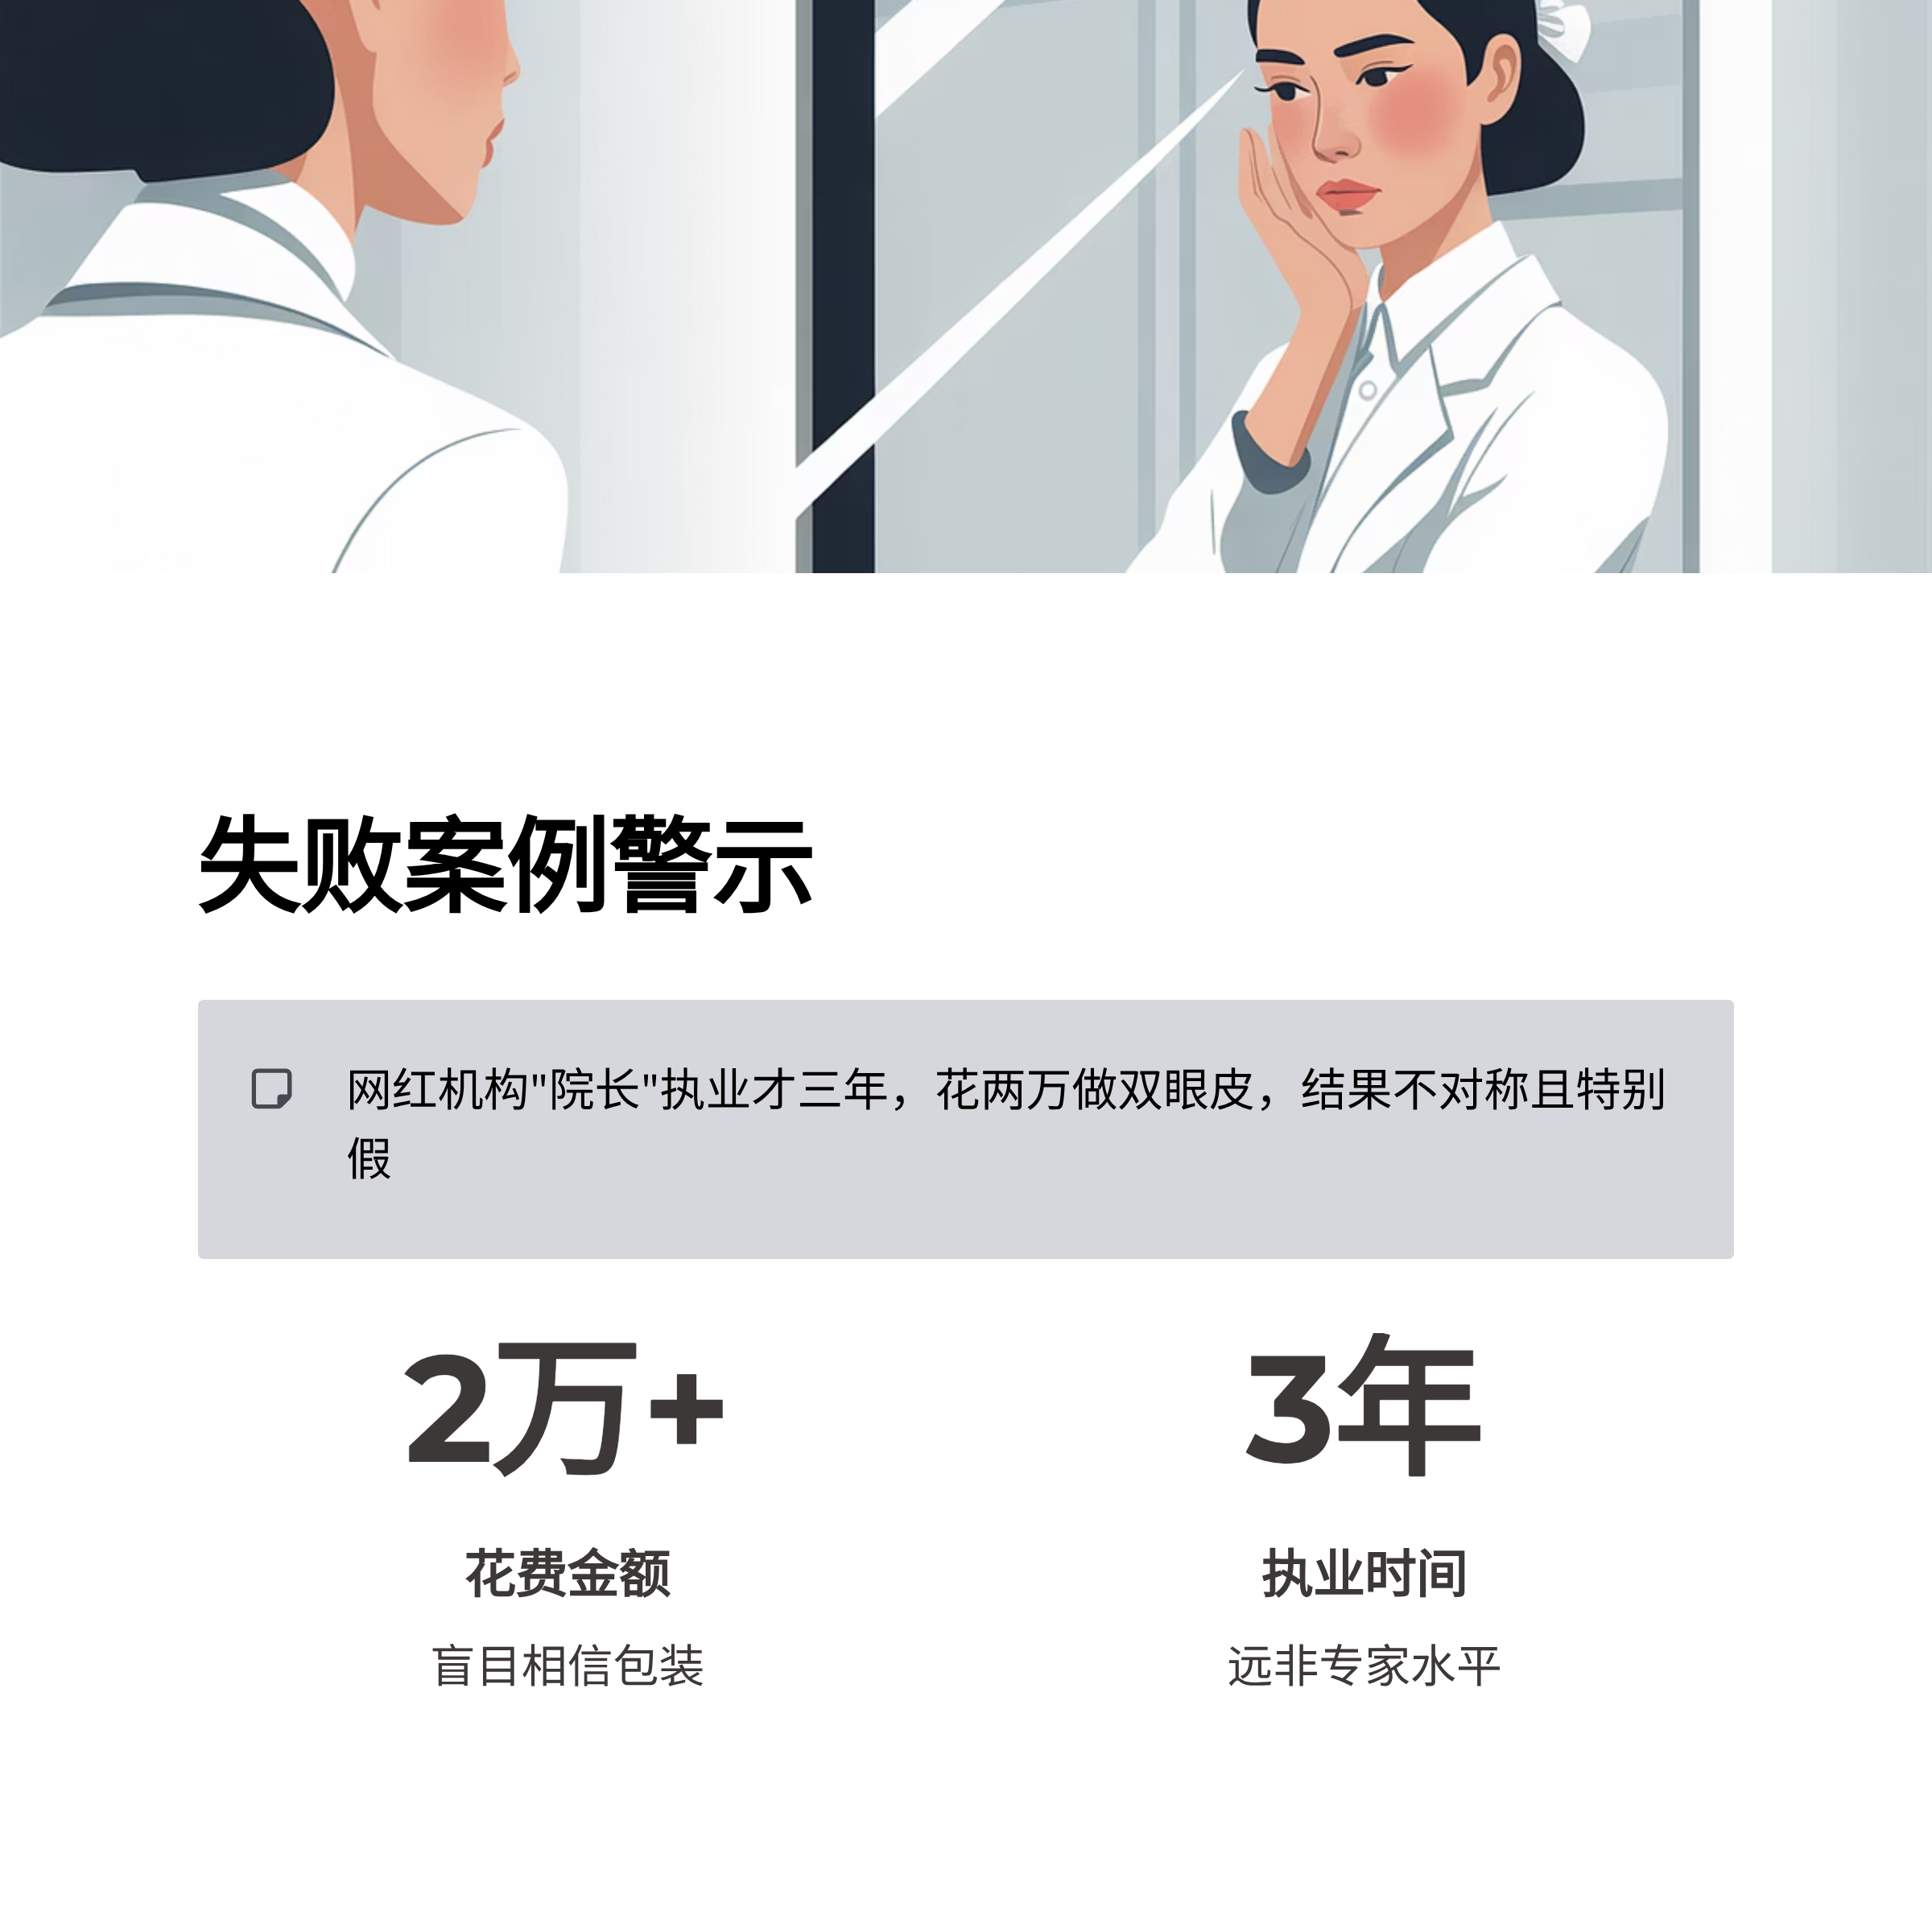 失败案例警示
网红机构"院长"执业才三年，花两万做双眼皮，结果不对称且特别
假
2万+
3年
花费金额
执业时间
盲目相信包装
远非专家水平